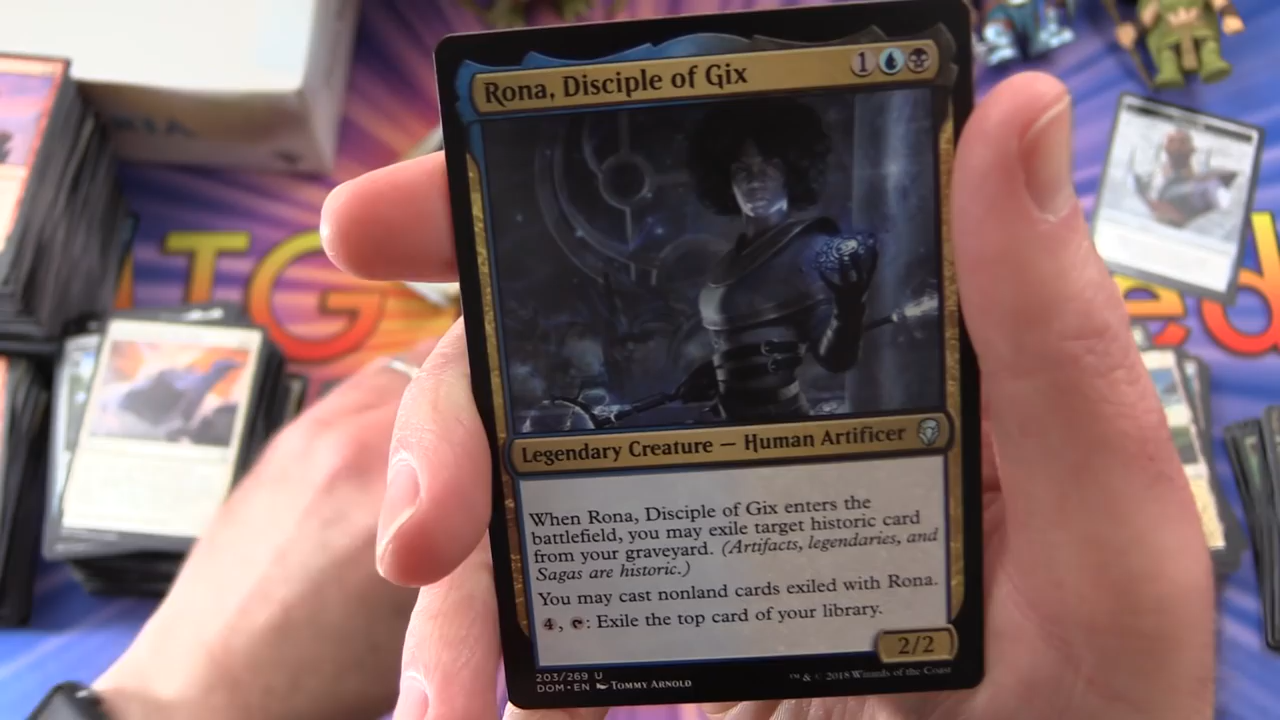 Rona, Disciple of Gix
1
Legendary Creature — Human Artificer
When Rona, Disciple of Gix enters the
battlefield, you may exile target historic card
from your graveyard. (Artifacts, legendaries, and
Sagas are historic.)
You may cast nonland cards exiled with Rona.
4, : Exile the top card of your library.
2/2
203/269 U
DOM • EN Tommy Arnold
™ & © 2018 Wizards of the Coast
MTG
ed